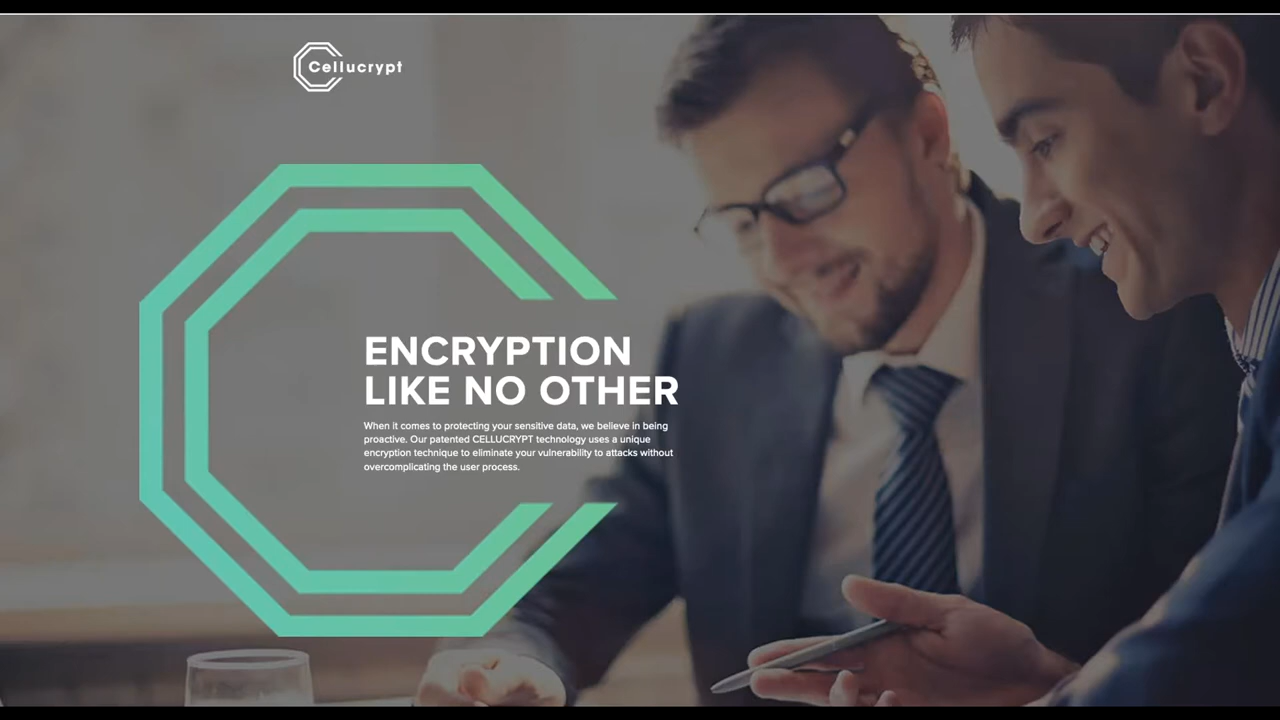 Cellucrypt
ENCRYPTION
LIKE NO OTHER
When it comes to protecting your sensitive data, we believe in being
proactive. Our patented CELLUCRYPT technology uses a unique
encryption technique to eliminate your vulnerability to attacks without
overcomplicating the user process.